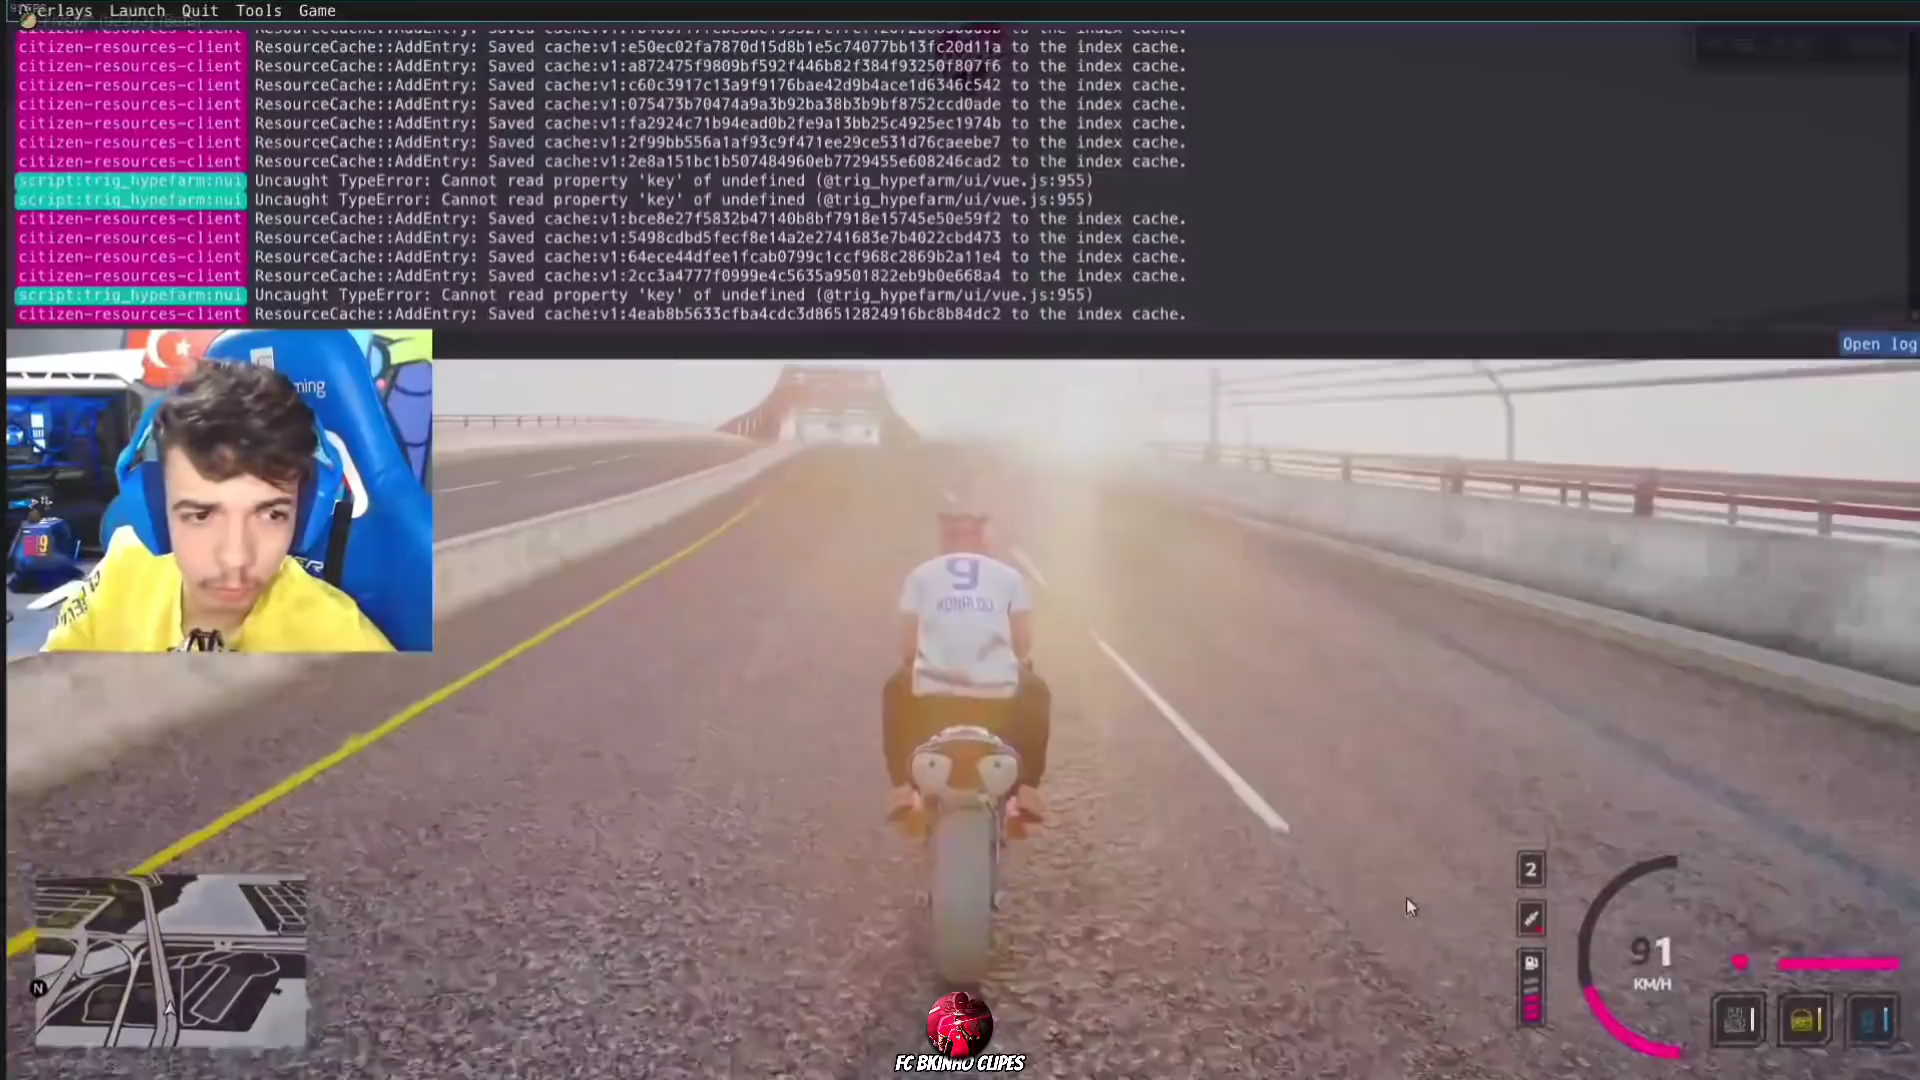 erlays Launch Quit Tools Game
citizen-resources-client ResourceCache::AddEntry: Saved cache:v1:e50ec02fa7870d15d8b1e5c74077bb13fc20d11a to the index cache.
citizen-resources-client ResourceCache::AddEntry: Saved cache:v1:a872475f9809bf592f446b82f384f93250f807f6 to the index cache.
citizen-resources-client ResourceCache::AddEntry: Saved cache:v1:c60c3917c13a9f9176bae42d9b4ace1d6346c542 to the index cache.
citizen-resources-client ResourceCache::AddEntry: Saved cache:v1:075473b70474a9a3b92ba38b3b9bf8752ccd0ade to the index cache.
citizen-resources-client ResourceCache::AddEntry: Saved cache:v1:fa2924c71b94ead0b2fe9a13bb25c4925ec1974b to the index cache.
citizen-resources-client ResourceCache::AddEntry: Saved cache:v1:2f99bb556a1af93c9f471ee29ce531d76caeebe7 to the index cache.
citizen-resources-client ResourceCache::AddEntry: Saved cache:v1:2e8a151bc1b507484960eb7729455e608246cad2 to the index cache.
script:trig_hypefarm:nui Uncaught TypeError: Cannot read property 'key' of undefined (@trig_hypefarm/ui/vue.js:955)
script:trig_hypefarm:nui Uncaught TypeError: Cannot read property 'key' of undefined (@trig_hypefarm/ui/vue.js:955)
citizen-resources-client ResourceCache::AddEntry: Saved cache:v1:bce8e27f5832b47140b8bf7918e15745e50e59f2 to the index cache.
citizen-resources-client ResourceCache::AddEntry: Saved cache:v1:5498cdbd5fecf8e14a2e2741683e7b4022cbd473 to the index cache.
citizen-resources-client ResourceCache::AddEntry: Saved cache:v1:64ece44dfee1fcab0799c1ccf968c2869b2a11e4 to the index cache.
citizen-resources-client ResourceCache::AddEntry: Saved cache:v1:2cc3a4777f0999e4c5635a9501822eb9b0e668a4 to the index cache.
script:trig_hypefarm:nui Uncaught TypeError: Cannot read property 'key' of undefined (@trig_hypefarm/ui/vue.js:955)
citizen-resources-client ResourceCache::AddEntry: Saved cache:v1:4eab8b5633cfba4cdc3d86512824916bc8b84dc2 to the index cache.
Open log
ming
9
RONALDO
2
91
KM/H
N
FC BKINHO CLIPES